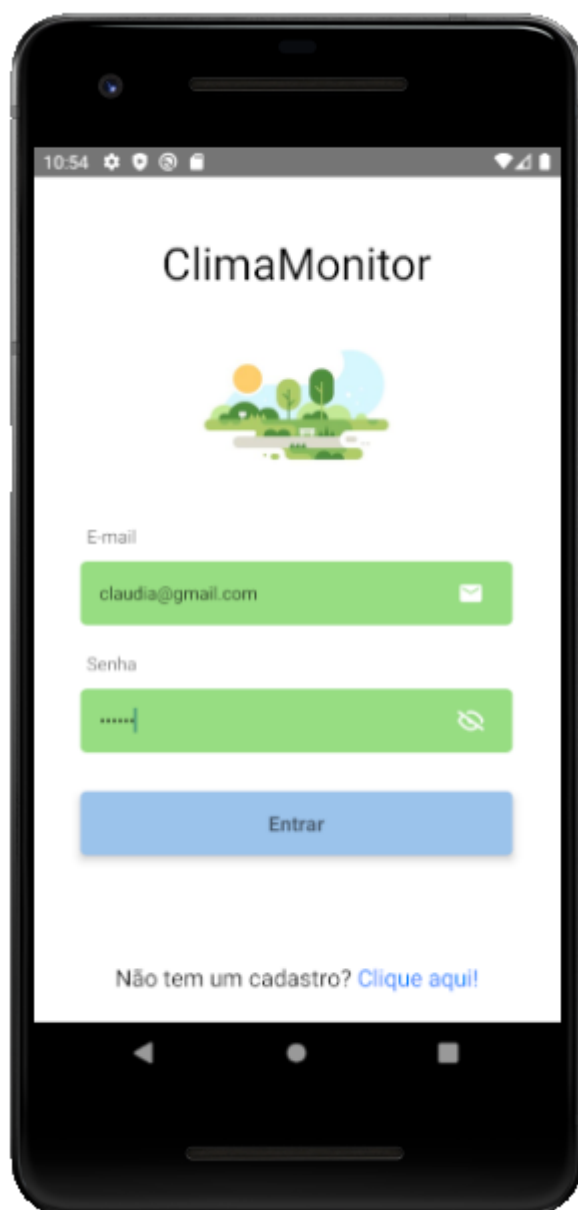 10:54
ClimaMonitor
E-mail
claudia@gmail.com
Senha
••••••
Entrar
Não tem um cadastro? Clique aqui!